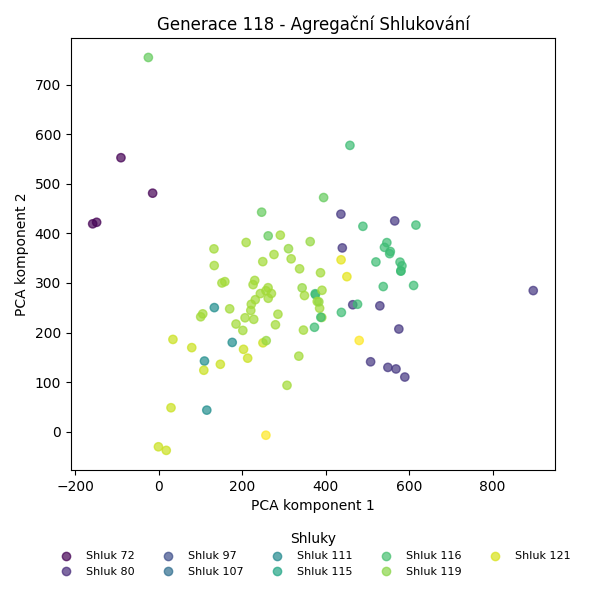 Generace 118 - Agregační Shlukování
PCA komponent 2
700
600
500
400
300
200
100
0
−200
0
200
400
600
800
PCA komponent 1
Shluky
Shluk 72
Shluk 97
Shluk 111
Shluk 116
Shluk 121
Shluk 80
Shluk 107
Shluk 115
Shluk 119